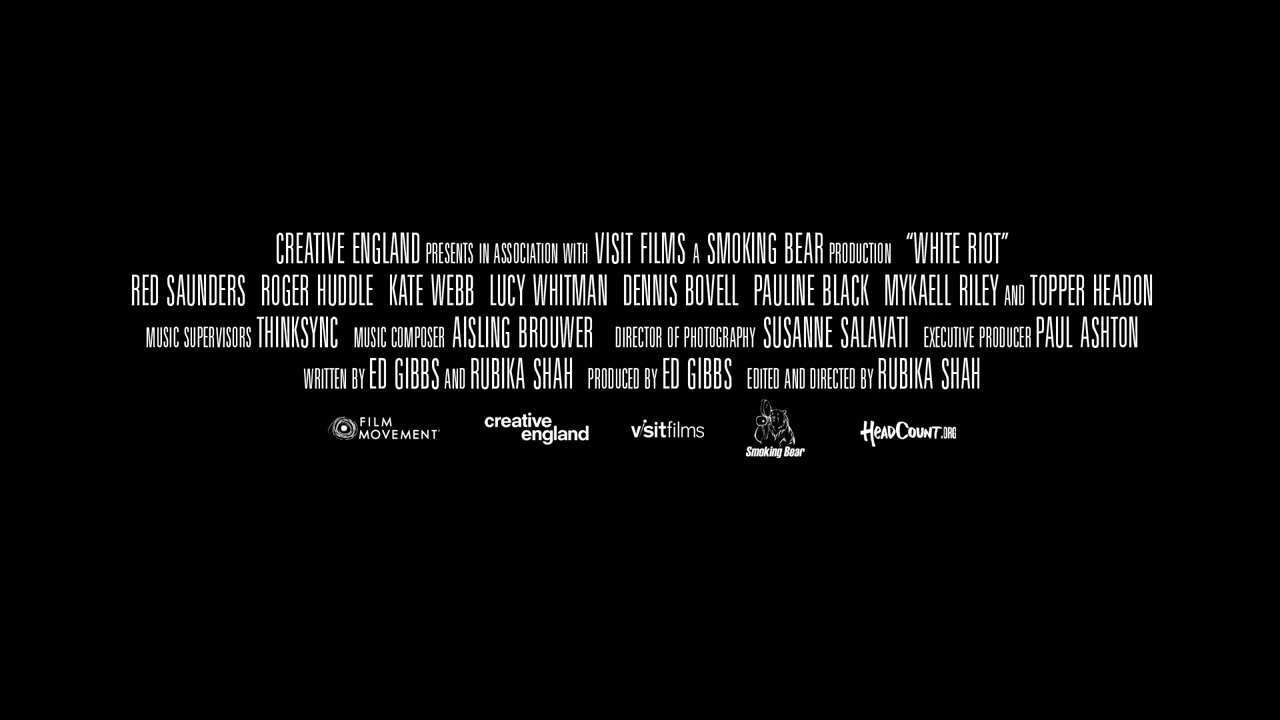 CREATIVE ENGLAND PRESENTS IN ASSOCIATION WITH VISIT FILMS A SMOKING BEAR PRODUCTION "WHITE RIOT"
RED SAUNDERS ROGER HUDDLE KATE WEBB LUCY WHITMAN DENNIS BOVELL PAULINE BLACK MYKAELL RILEY AND TOPPER HEADON
MUSIC SUPERVISORS THINKSYNC MUSIC COMPOSER AISLING BROUWER DIRECTOR OF PHOTOGRAPHY SUSANNE SALAVATI EXECUTIVE PRODUCER PAUL ASHTON
WRITTEN BY ED GIBBS AND RUBIKA SHAH PRODUCED BY ED GIBBS EDITED AND DIRECTED BY RUBIKA SHAH
FILM
MOVEMENT
creative
england
visitfilms
Smoking Bear
HEADCOUNT.ORG